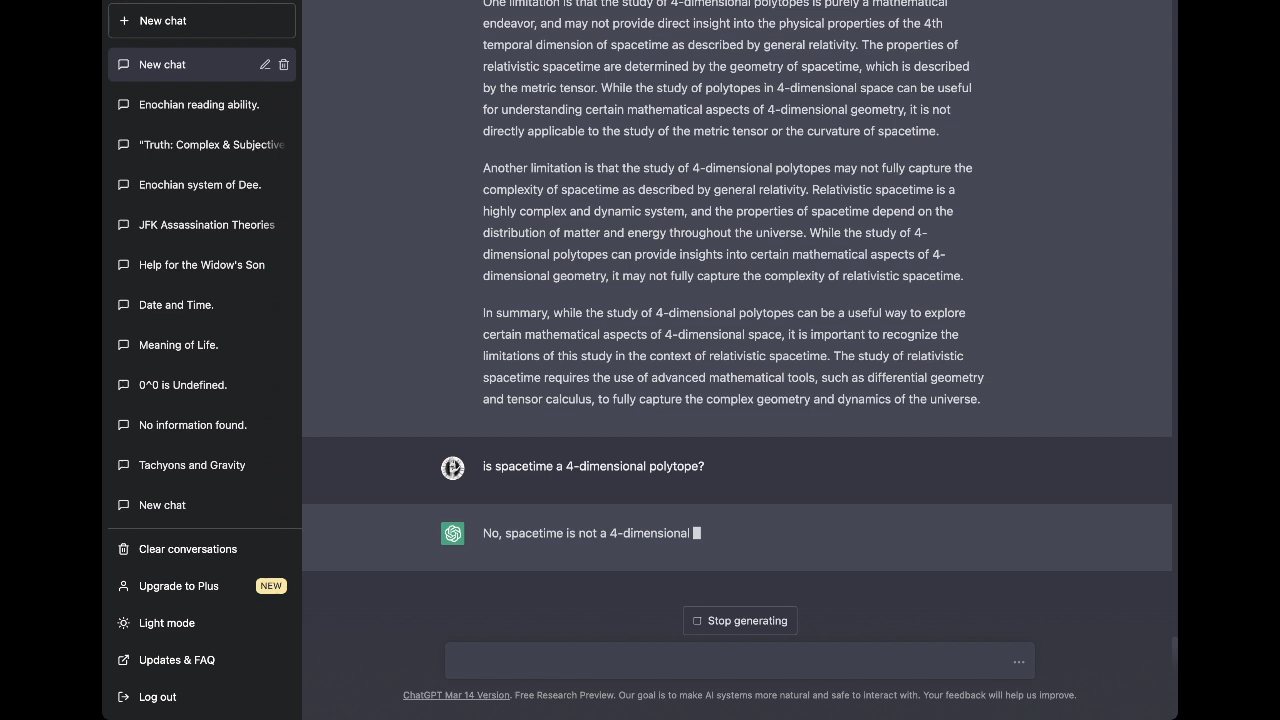 New chat
New chat
Enochian reading ability.
"Truth: Complex & Subjective
Enochian system of Dee.
JFK Assassination Theories
Help for the Widow's Son
Date and Time.
Meaning of Life.
0^0 is Undefined.
No information found.
Tachyons and Gravity
New chat
Clear conversations
Upgrade to Plus NEW
Light mode
Updates & FAQ
Log out
One limitation is that the study of 4-dimensional polytopes is purely a mathematical
endeavor, and may not provide direct insight into the physical properties of the 4th
temporal dimension of spacetime as described by general relativity. The properties of
relativistic spacetime are determined by the geometry of spacetime, which is described
by the metric tensor. While the study of polytopes in 4-dimensional space can be useful
for understanding certain mathematical aspects of 4-dimensional geometry, it is not
directly applicable to the study of the metric tensor or the curvature of spacetime.
Another limitation is that the study of 4-dimensional polytopes may not fully capture the
complexity of spacetime as described by general relativity. Relativistic spacetime is a
highly complex and dynamic system, and the properties of spacetime depend on the
distribution of matter and energy throughout the universe. While the study of 4-
dimensional polytopes can provide insights into certain mathematical aspects of 4-
dimensional geometry, it may not fully capture the complexity of relativistic spacetime.
In summary, while the study of 4-dimensional polytopes can be a useful way to explore
certain mathematical aspects of 4-dimensional space, it is important to recognize the
limitations of this study in the context of relativistic spacetime. The study of relativistic
spacetime requires the use of advanced mathematical tools, such as differential geometry
and tensor calculus, to fully capture the complex geometry and dynamics of the universe.
is spacetime a 4-dimensional polytope?
No, spacetime is not a 4-dimensional
Stop generating
ChatGPT Mar 14 Version. Free Research Preview. Our goal is to make AI systems more natural and safe to interact with. Your feedback will help us improve.